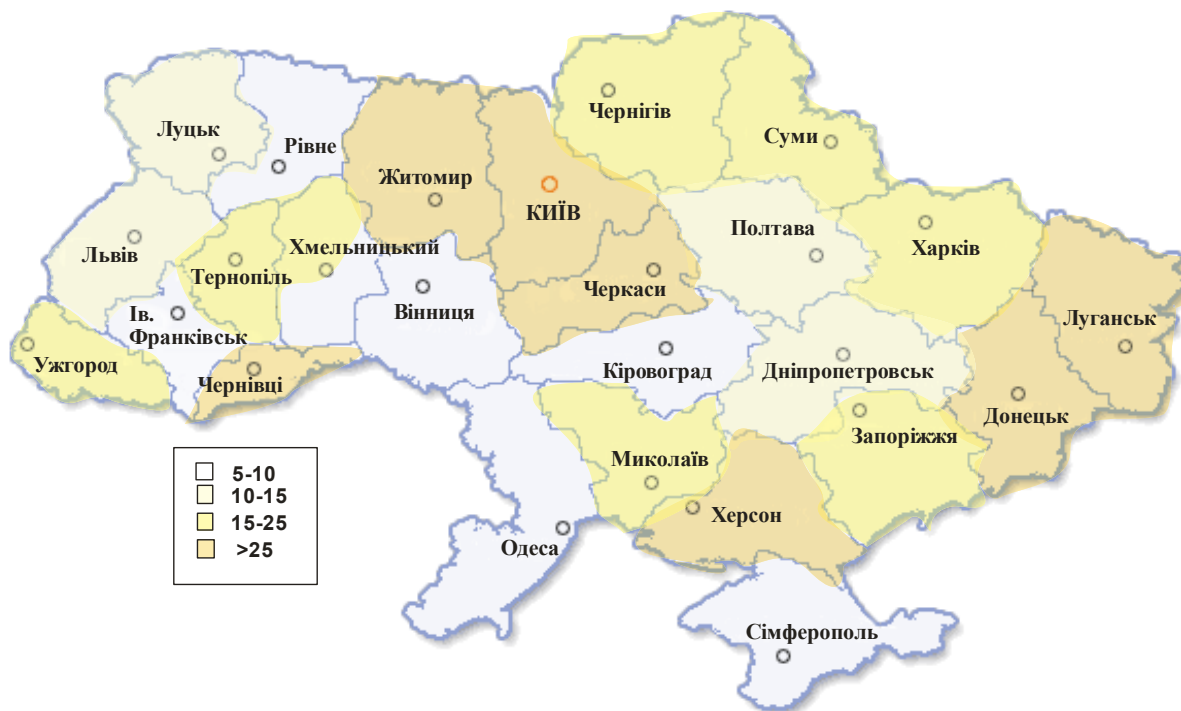 Чернігів
Суми
Луцьк
Рівне
Житомир
КИЇВ
Полтава
Харків
Львів
Тернопіль
Хмельницький
Вінниця
Черкаси
Луганськ
Ів.
Франківськ
Ужгород
Чернівці
Кіровоград
Дніпропетровськ
Донецьк
Запоріжжя
Миколаїв
Херсон
Одеса
Сімферополь
5-10
10-15
15-25
>25